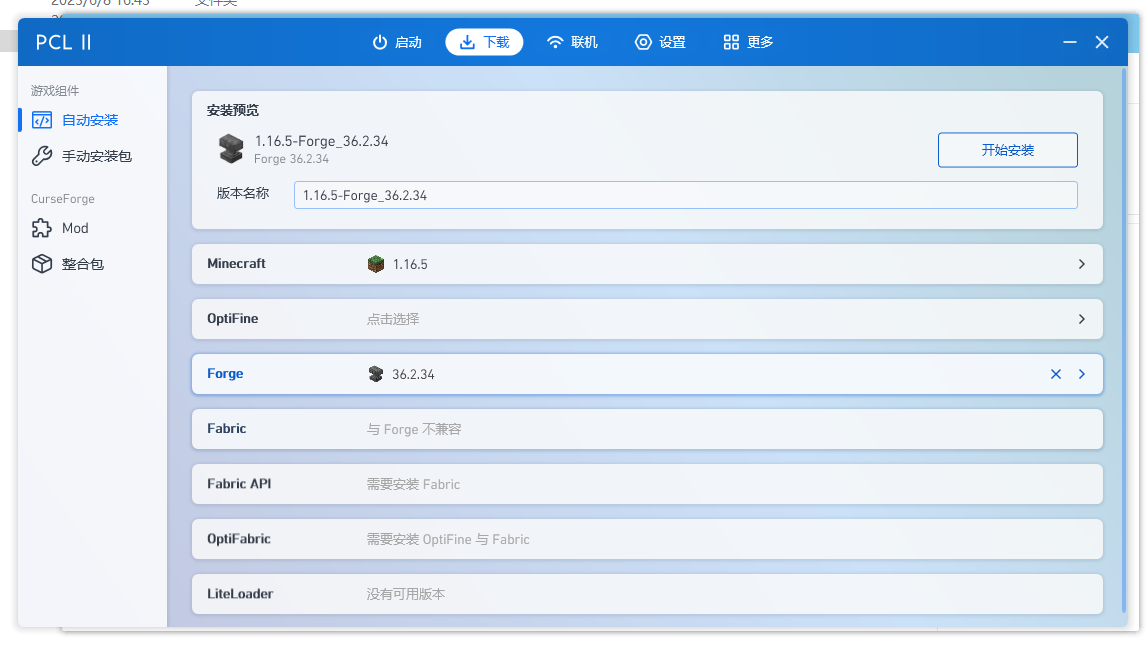 PCL II
启动
下载
联机
设置
更多
游戏组件
自动安装
手动安装包
CurseForge
Mod
整合包
安装预览
1.16.5-Forge_36.2.34
Forge 36.2.34
开始安装
版本名称
1.16.5-Forge_36.2.34
Minecraft 1.16.5
OptiFine 点击选择
Forge 36.2.34
Fabric 与 Forge 不兼容
Fabric API 需要安装 Fabric
OptiFabric 需要安装 OptiFine 与 Fabric
LiteLoader 没有可用版本